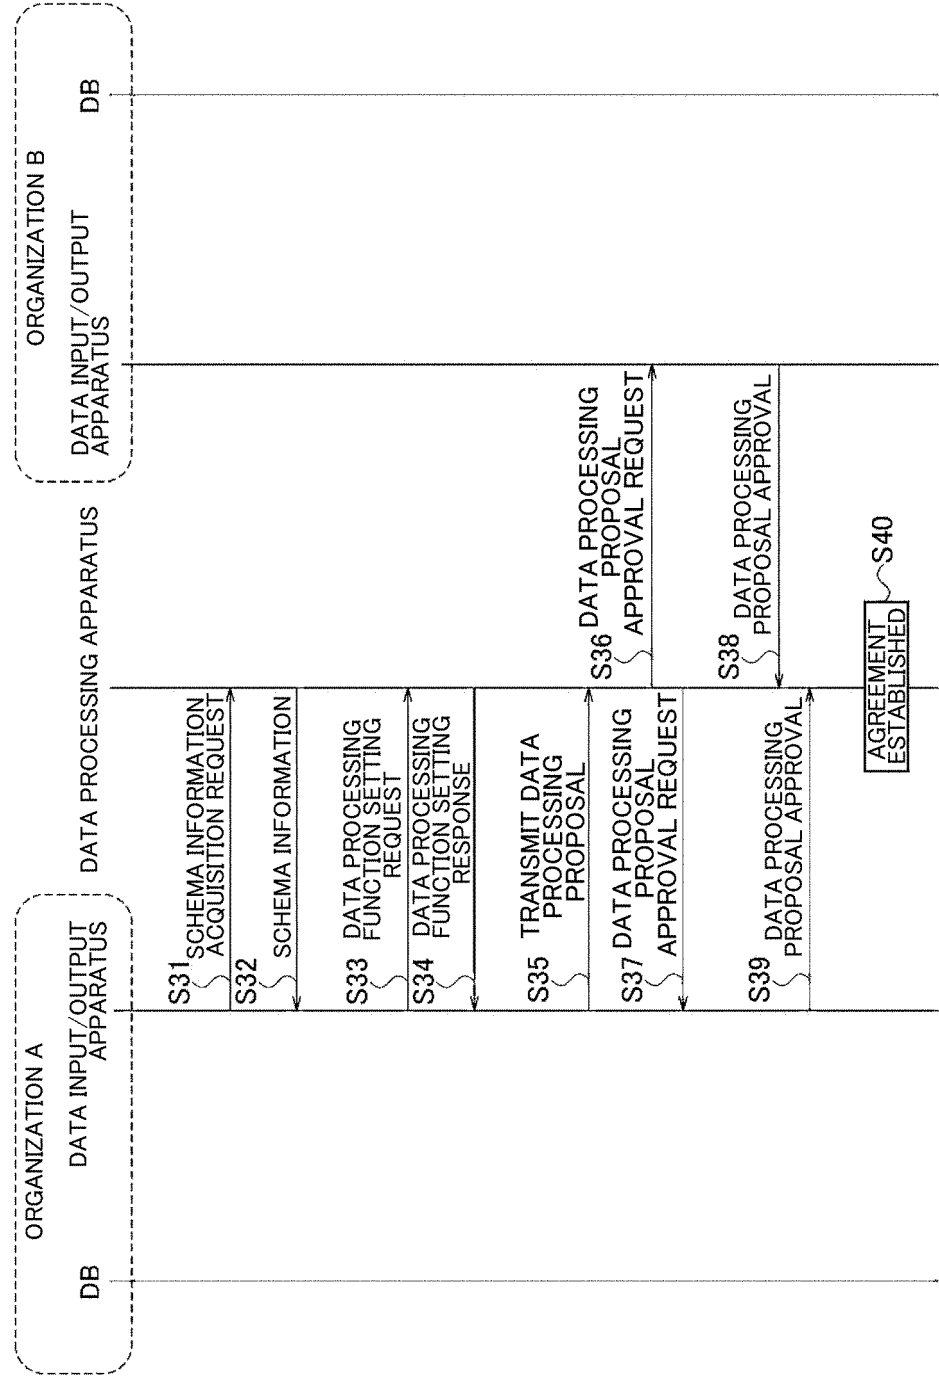 ORGANIZATION A
DB
DATA INPUT/OUTPUT
APPARATUS
DATA PROCESSING APPARATUS
ORGANIZATION B
DATA INPUT/OUTPUT
APPARATUS
DB
S31
SCHEMA INFORMATION
ACQUISITION REQUEST
S32
SCHEMA INFORMATION
S33
DATA PROCESSING
FUNCTION SETTING
REQUEST
S34
DATA PROCESSING
FUNCTION SETTING
RESPONSE
S35
TRANSMIT DATA
PROCESSING
PROPOSAL
S36
DATA PROCESSING
PROPOSAL
APPROVAL REQUEST
S37
DATA PROCESSING
PROPOSAL
APPROVAL REQUEST
S38
DATA PROCESSING
PROPOSAL APPROVAL
S39
DATA PROCESSING
PROPOSAL APPROVAL
AGREEMENT
ESTABLISHED
S40